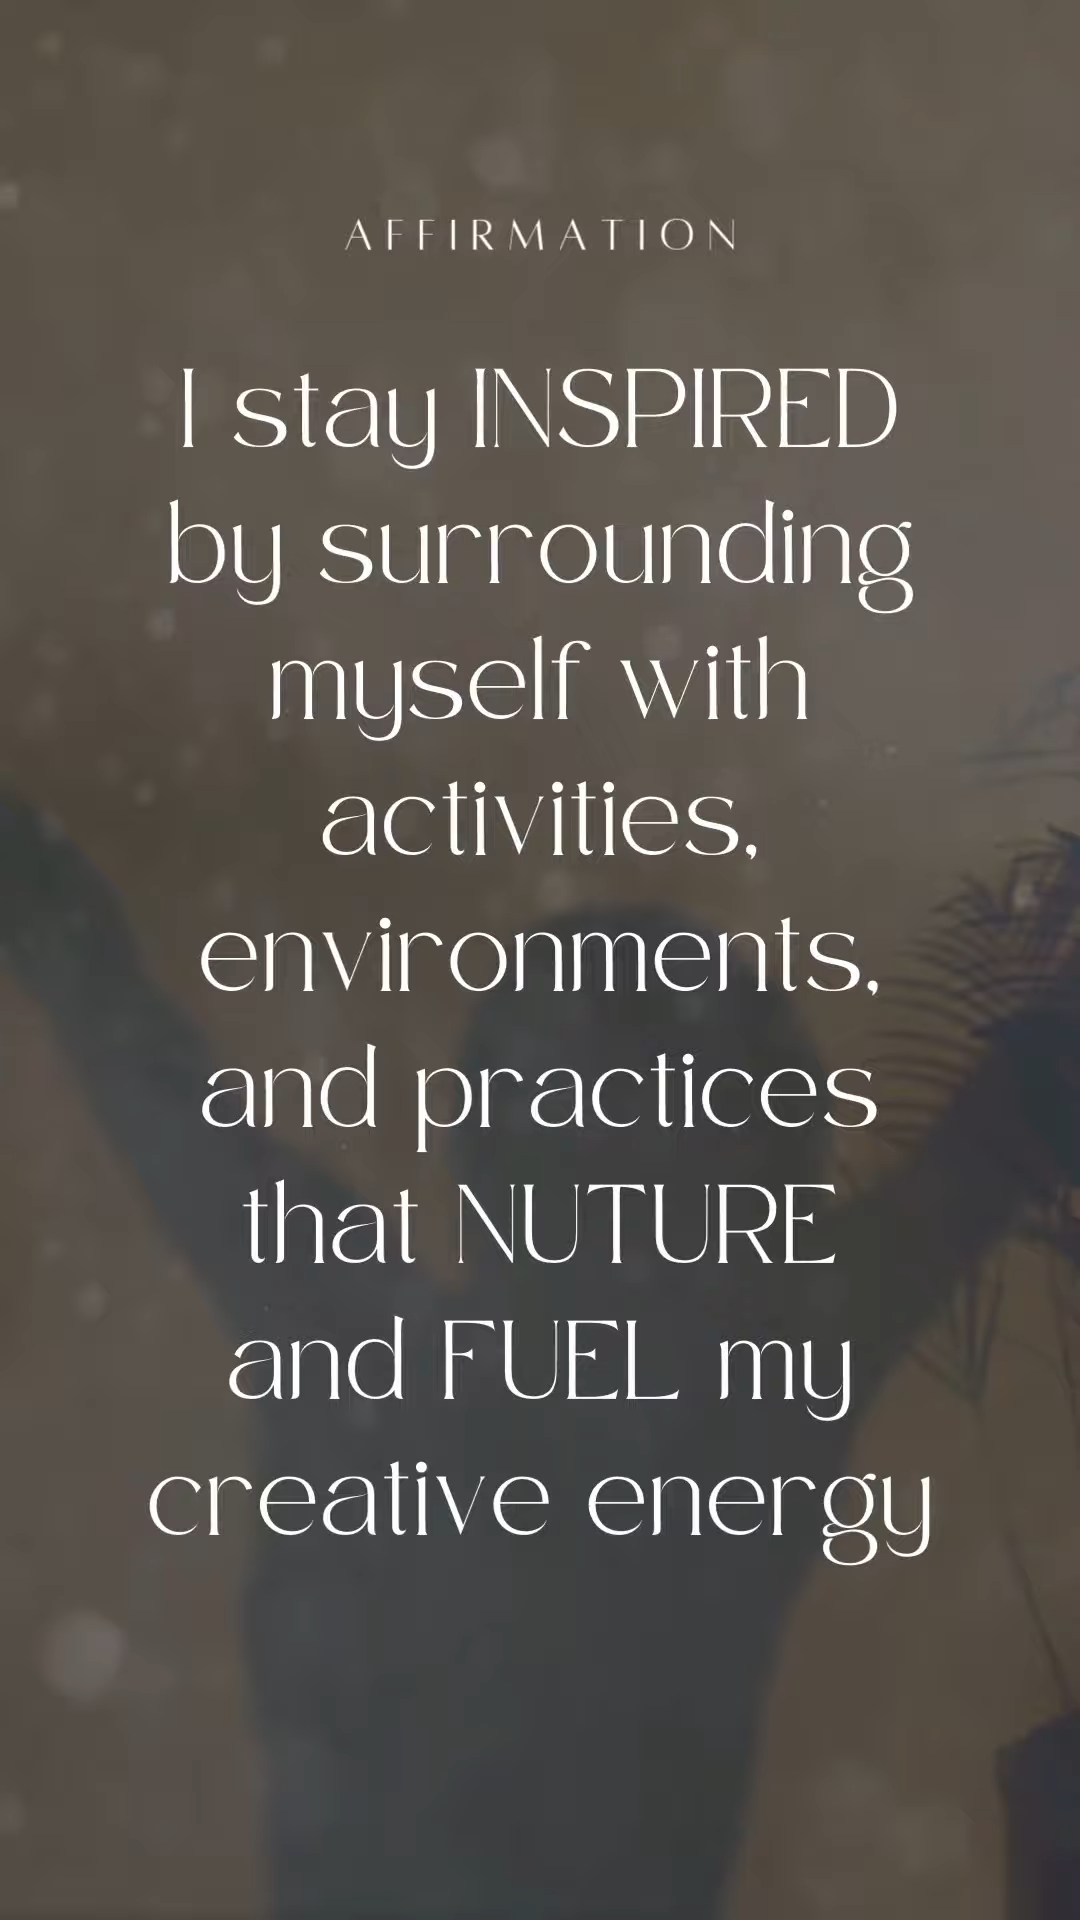 AFFIRMATION
I stay INSPIRED
by surrounding
myself with
activities,
environments,
and practices
that NUTURE
and FUEL my
creative energy